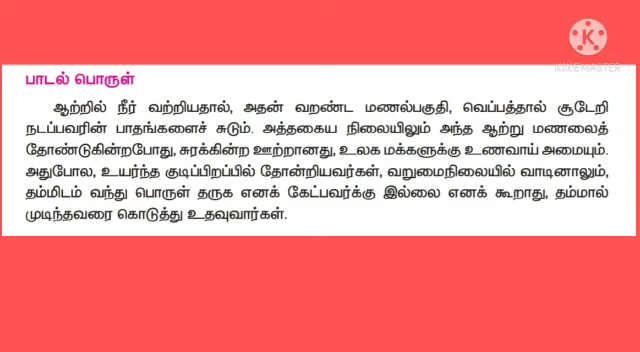 K
KINEMASTER
பாடல் பொருள்
ஆற்றில் நீர் வற்றியதால், அதன் வறண்ட மணல்பகுதி, வெப்பத்தால் சூடேறி
நடப்பவரின் பாதங்களைச் சுடும். அத்தகைய நிலையிலும் அந்த ஆற்று மணலைத்
தோண்டுகின்றபோது, சுரக்கின்ற ஊற்றானது, உலக மக்களுக்கு உணவாய் அமையும்.
அதுபோல, உயர்ந்த குடிப்பிறப்பில் தோன்றியவர்கள், வறுமைநிலையில் வாடினாலும்,
தம்மிடம் வந்து பொருள் தருக எனக் கேட்பவர்க்கு இல்லை எனக் கூறாது, தம்மால்
முடிந்தவரை கொடுத்து உதவுவார்கள்.